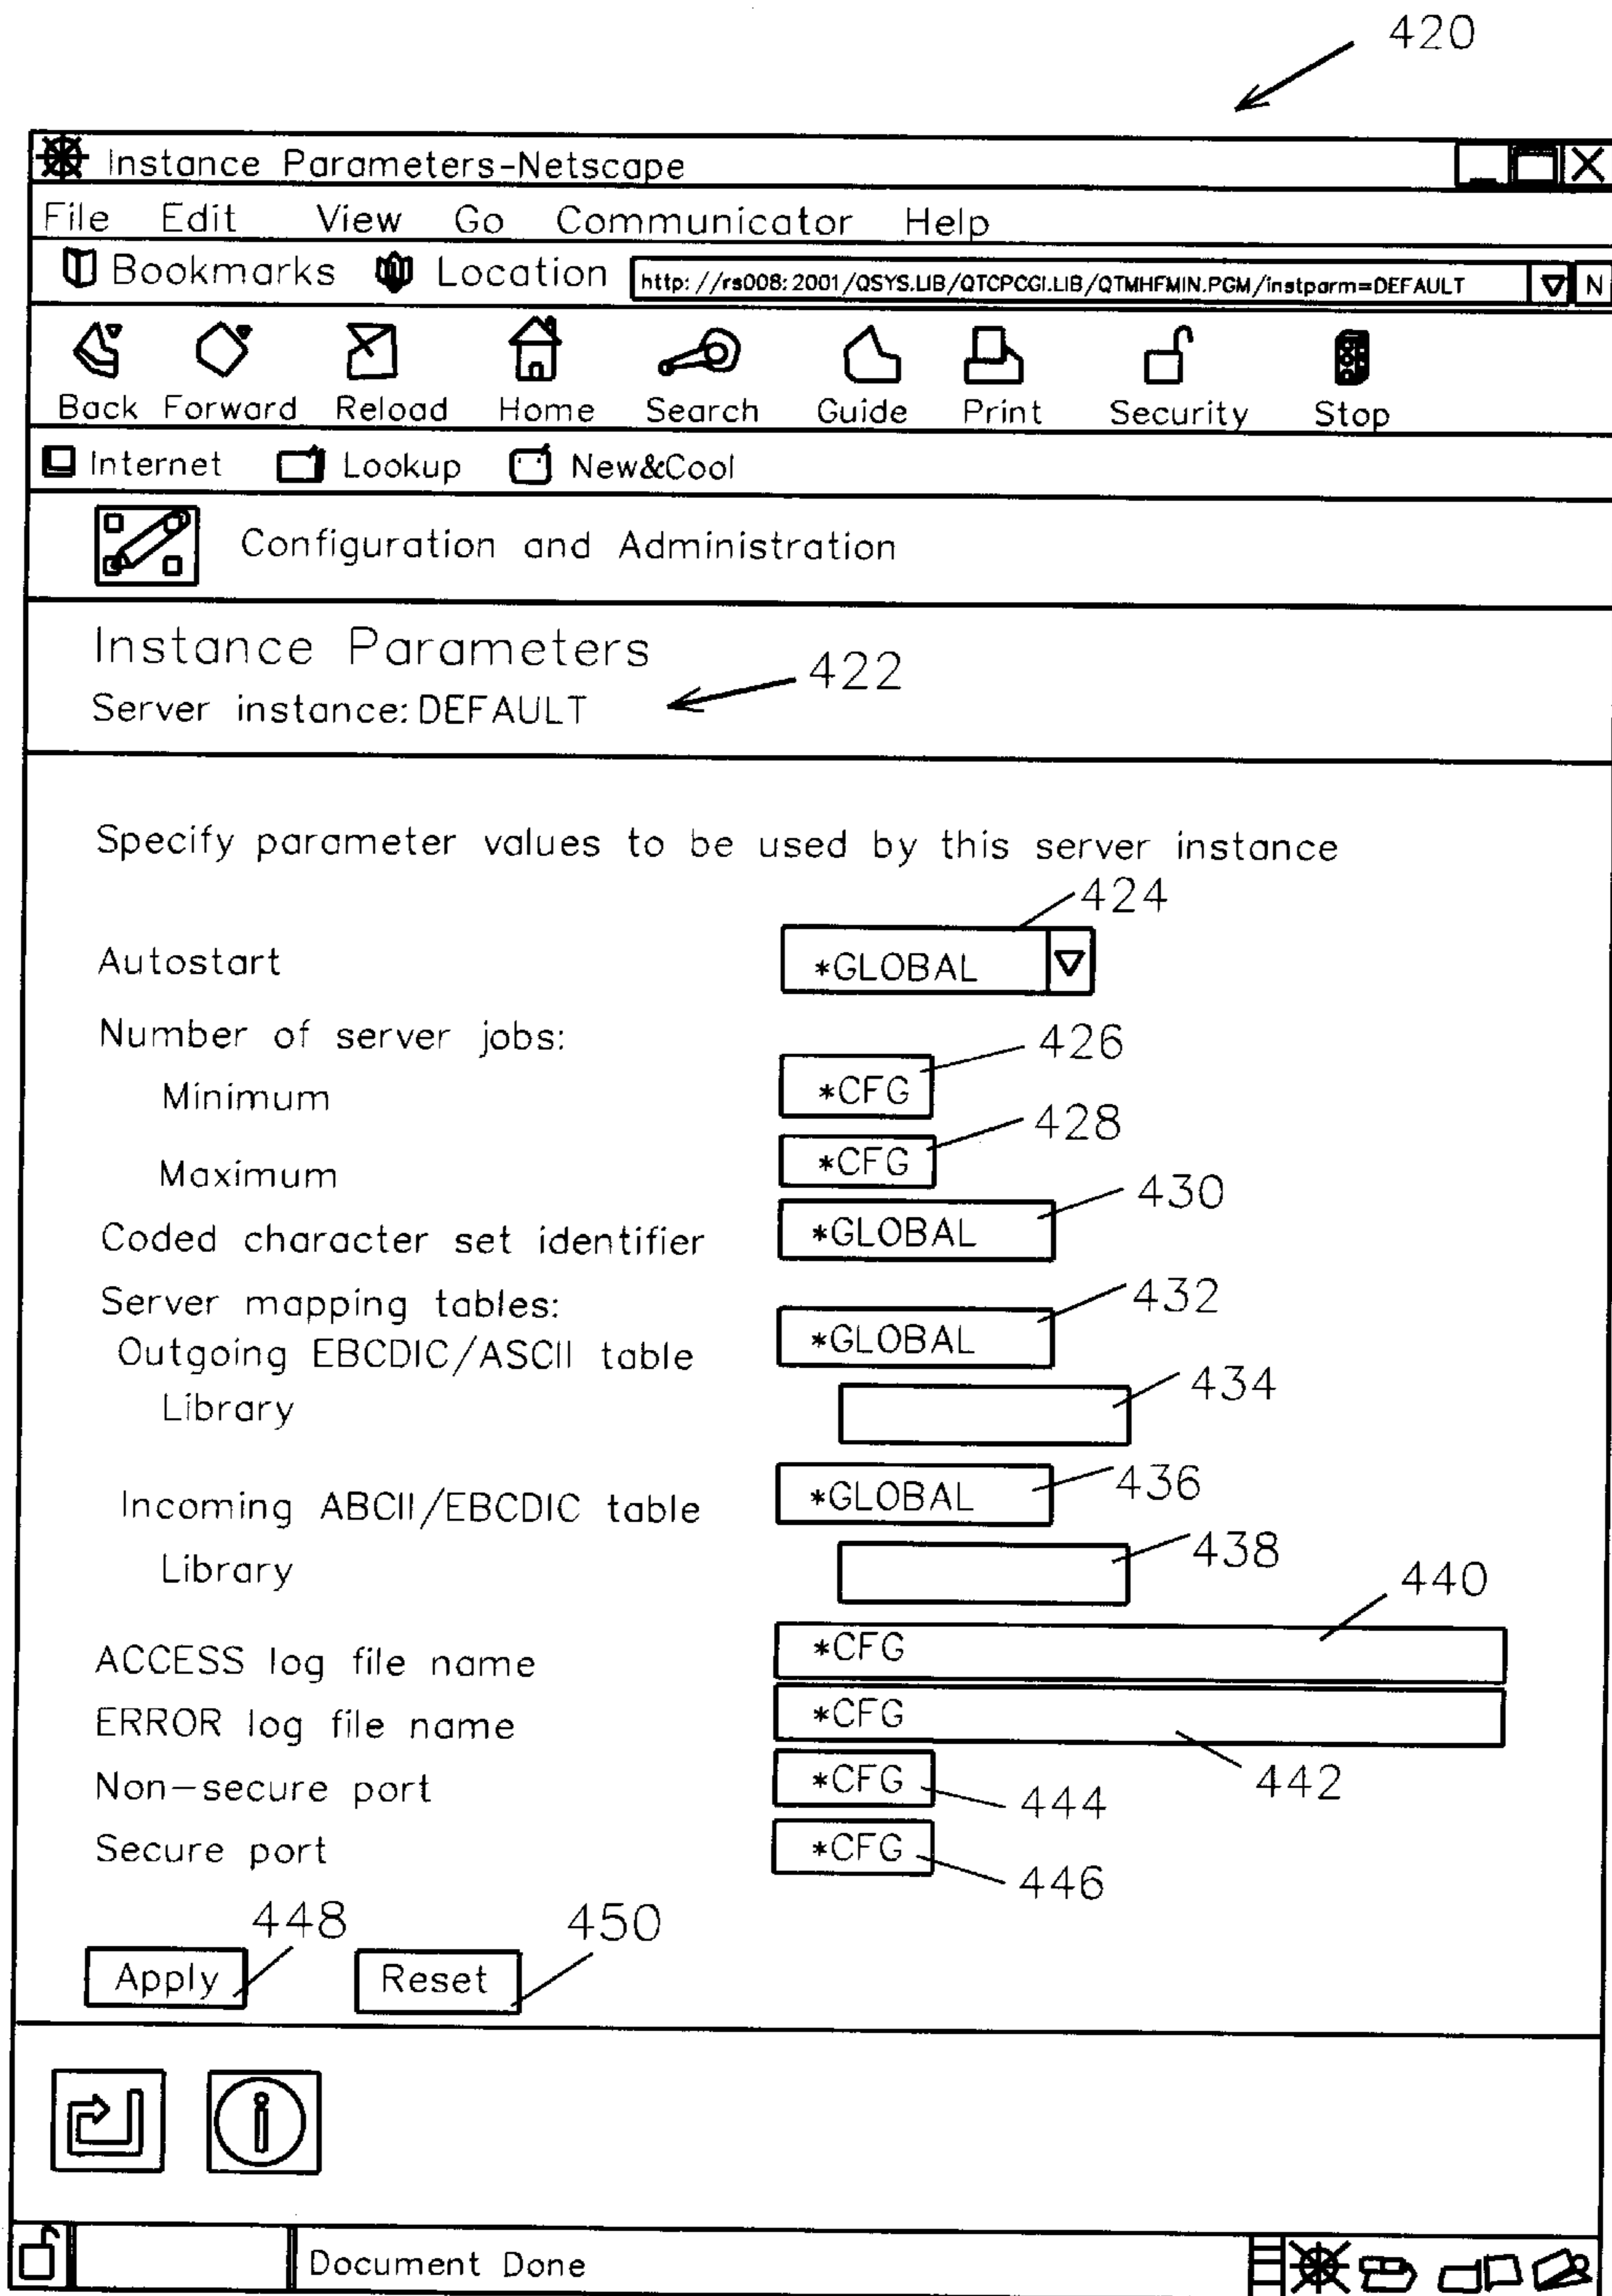 420
Instance Parameters-Netscape
File Edit View Go Communicator Help
Bookmarks Location http://rs008:2001/QSYS.LIB/QTCPCGI.LIB/QTMHFMIN.PGM/instparm=DEFAULT N
Back Forward Reload Home Search Guide Print Security Stop
Internet Lookup New&Cool
Configuration and Administration
Instance Parameters
422
Server instance: DEFAULT
Specify parameter values to be used by this server instance
424
Autostart *GLOBAL
Number of server jobs:
426
Minimum *CFG
428
Maximum *CFG
430
Coded character set identifier *GLOBAL
Server mapping tables:
432
Outgoing EBCDIC/ASCII table *GLOBAL
Library 434
Incoming ABCII/EBCDIC table *GLOBAL 436
Library 438
440
ACCESS log file name *CFG
ERROR log file name *CFG
442
Non-secure port *CFG 444
Secure port *CFG 446
448 450
Apply Reset
i
Document Done